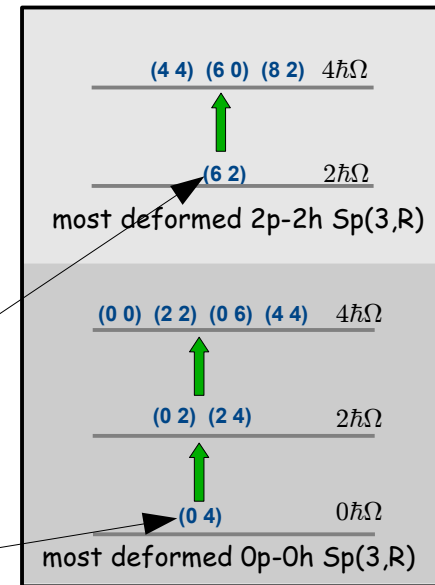 (4 4) (6 0) (8 2) 4ħΩ
(6 2) 2ħΩ
most deformed 2p-2h Sp(3,R)
(0 0) (2 2) (0 6) (4 4) 4ħΩ
(0 2) (2 4) 2ħΩ
(0 4) 0ħΩ
most deformed 0p-0h Sp(3,R)